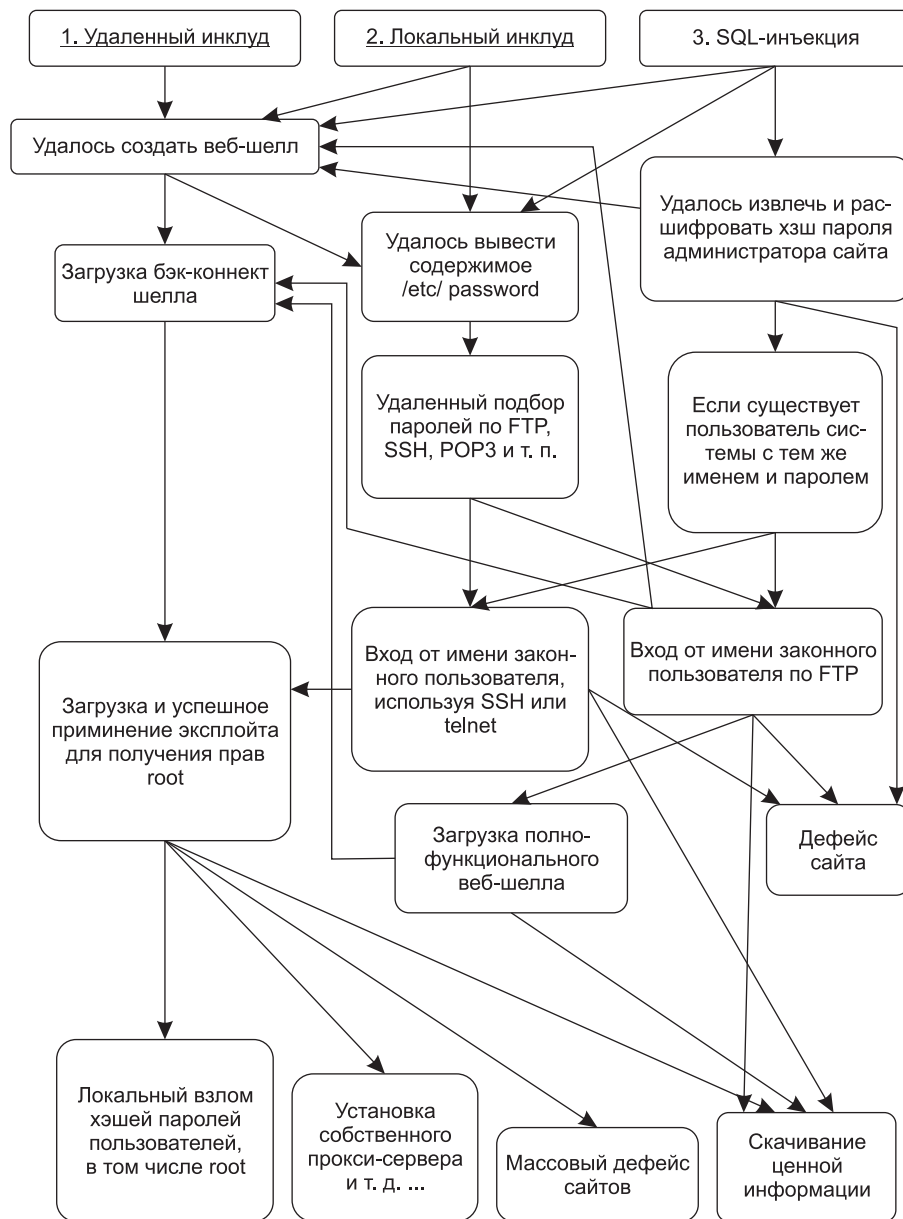 1. Удаленный инклуд
2. Локальный инклуд
3. SQL-инъекция
Удалось создать веб-шелл
Удалось извлечь и рас-
шифровать хзш пароля
администратора сайта
Удалось вывести
содержимое
/etc/ password
Загрузка бэк-коннект
шелла
Удаленный подбор
паролей по FTP,
SSH, POP3 и т. п.
Если существует
пользователь сис-
темы с тем же
именем и паролем
Вход от имени закон-
ного пользователя,
используя SSH или
telnet
Вход от имени законного
пользователя по FTP
Загрузка и успешное
приминение эксплойта
для получения прав
root
Загрузка полно-
функционального
веб-шелла
Дефейс
сайта
Локальный взлом
хэшей паролей
пользователей,
в том числе root
Установка
собственного
прокси-сервера
и т. д. ...
Массовый дефейс
сайтов
Скачивание
ценной
информации